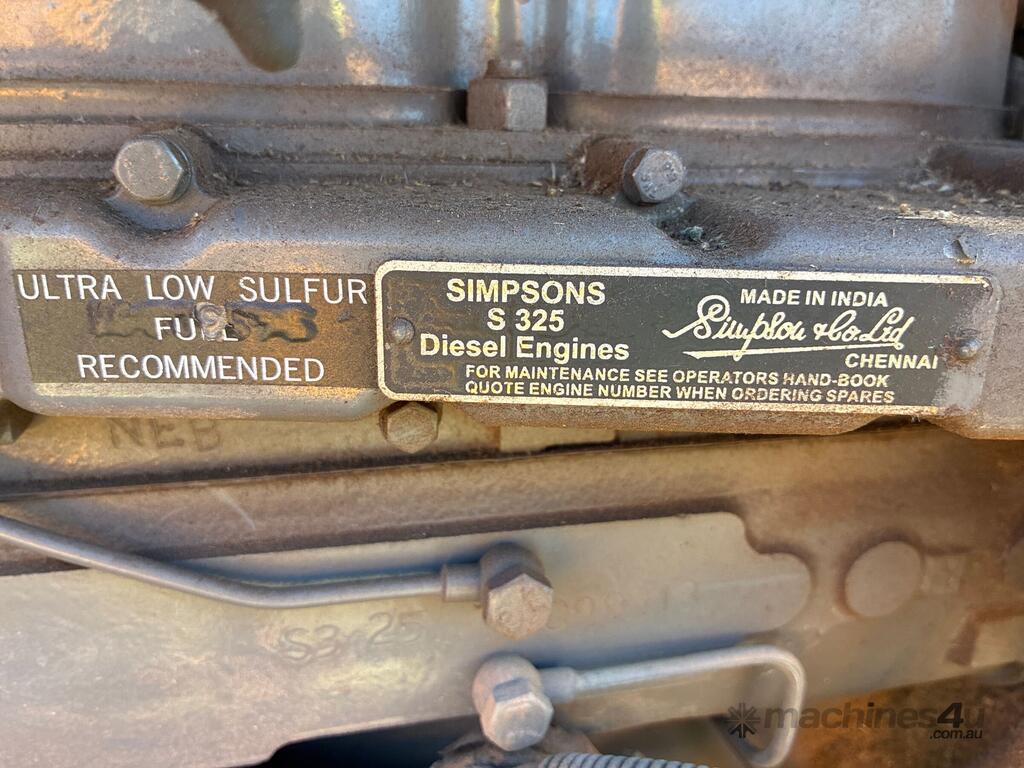 ULTRA LOW SULFUR
FUEL
RECOMMENDED
SIMPSONS
S 325
Diesel Engines
MADE IN INDIA
Simpson & Co. Ltd
CHENNAI
FOR MAINTENANCE SEE OPERATORS HAND-BOOK
QUOTE ENGINE NUMBER WHEN ORDERING SPARES
NEB
S3 25
machines4u
.com.au